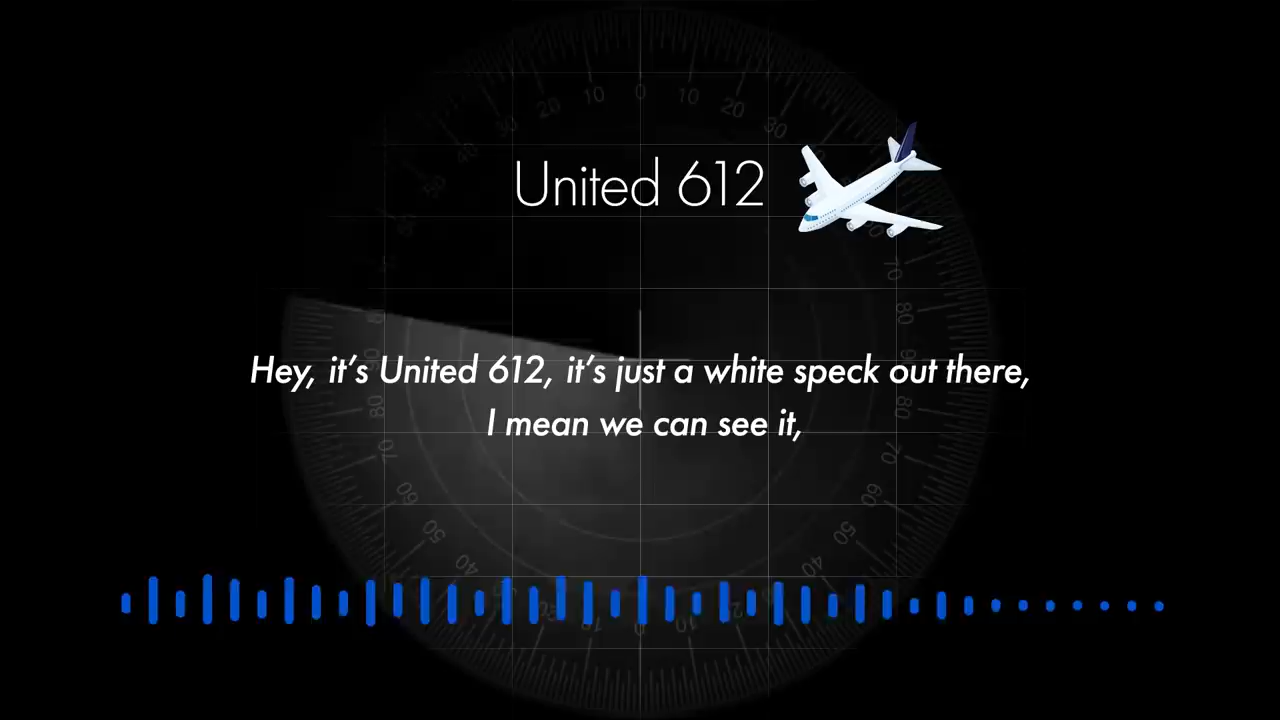 United 612
Hey, it’s United 612, it’s just a white speck out there,
I mean we can see it,